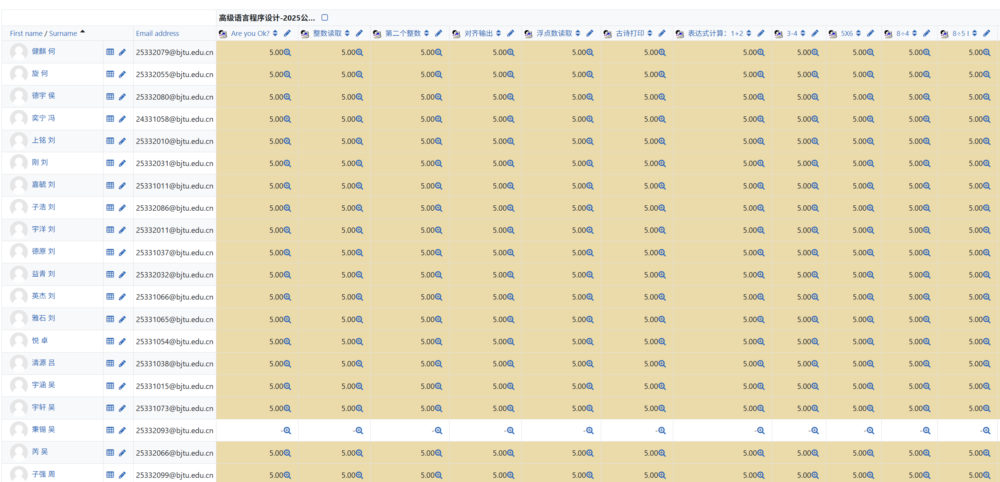 高级语言程序设计-2025公...
First name / Surname Email address Are you Ok? 整数读取 第二个整数 对齐输出 浮点数读取 古诗打印 表达式计算：1+2 3-4 5X6 8÷4 8÷5 I
健麒 何 25332079@bjtu.edu.cn 5.00 5.00 5.00 5.00 5.00 5.00 5.00 5.00 5.00 5.00 5.00
旋 何 25332055@bjtu.edu.cn 5.00 5.00 5.00 5.00 5.00 5.00 5.00 5.00 5.00 5.00 5.00
德宇 侯 25332080@bjtu.edu.cn 5.00 5.00 5.00 5.00 5.00 5.00 5.00 5.00 5.00 5.00 5.00
奕宁 冯 24331058@bjtu.edu.cn 5.00 5.00 5.00 5.00 5.00 5.00 5.00 5.00 5.00 5.00 5.00
上铭 刘 25332010@bjtu.edu.cn 5.00 5.00 5.00 5.00 5.00 5.00 5.00 5.00 5.00 5.00 5.00
刚 刘 25332031@bjtu.edu.cn 5.00 5.00 5.00 5.00 5.00 5.00 5.00 5.00 5.00 5.00 5.00
嘉毓 刘 25331011@bjtu.edu.cn 5.00 5.00 5.00 5.00 5.00 5.00 5.00 5.00 5.00 5.00 5.00
子浩 刘 25332086@bjtu.edu.cn 5.00 5.00 5.00 5.00 5.00 5.00 5.00 5.00 5.00 5.00 5.00
宇洋 刘 25332011@bjtu.edu.cn 5.00 5.00 5.00 5.00 5.00 5.00 5.00 5.00 5.00 5.00 5.00
德原 刘 25331037@bjtu.edu.cn 5.00 5.00 5.00 5.00 5.00 5.00 5.00 5.00 5.00 5.00 5.00
益青 刘 25332032@bjtu.edu.cn 5.00 5.00 5.00 5.00 5.00 5.00 5.00 5.00 5.00 5.00 5.00
英杰 刘 25331066@bjtu.edu.cn 5.00 5.00 5.00 5.00 5.00 5.00 5.00 5.00 5.00 5.00 5.00
雅石 刘 25331065@bjtu.edu.cn 5.00 5.00 5.00 5.00 5.00 5.00 5.00 5.00 5.00 5.00 5.00
悦 卓 25331054@bjtu.edu.cn 5.00 5.00 5.00 5.00 5.00 5.00 5.00 5.00 5.00 5.00 5.00
清源 吕 25331038@bjtu.edu.cn 5.00 5.00 5.00 5.00 5.00 5.00 5.00 5.00 5.00 5.00 5.00
宇涵 吴 25331015@bjtu.edu.cn 5.00 5.00 5.00 5.00 5.00 5.00 5.00 5.00 5.00 5.00 5.00
宇轩 吴 25331073@bjtu.edu.cn 5.00 5.00 5.00 5.00 5.00 5.00 5.00 5.00 5.00 5.00 5.00
秉锡 吴 25332093@bjtu.edu.cn - - - - - - - - - - -
芮 吴 25332066@bjtu.edu.cn 5.00 5.00 5.00 5.00 5.00 5.00 5.00 5.00 5.00 5.00 5.00
子强 周 25332099@bjtu.edu.cn 5.00 5.00 5.00 5.00 5.00 5.00 5.00 5.00 5.00 5.00 5.00